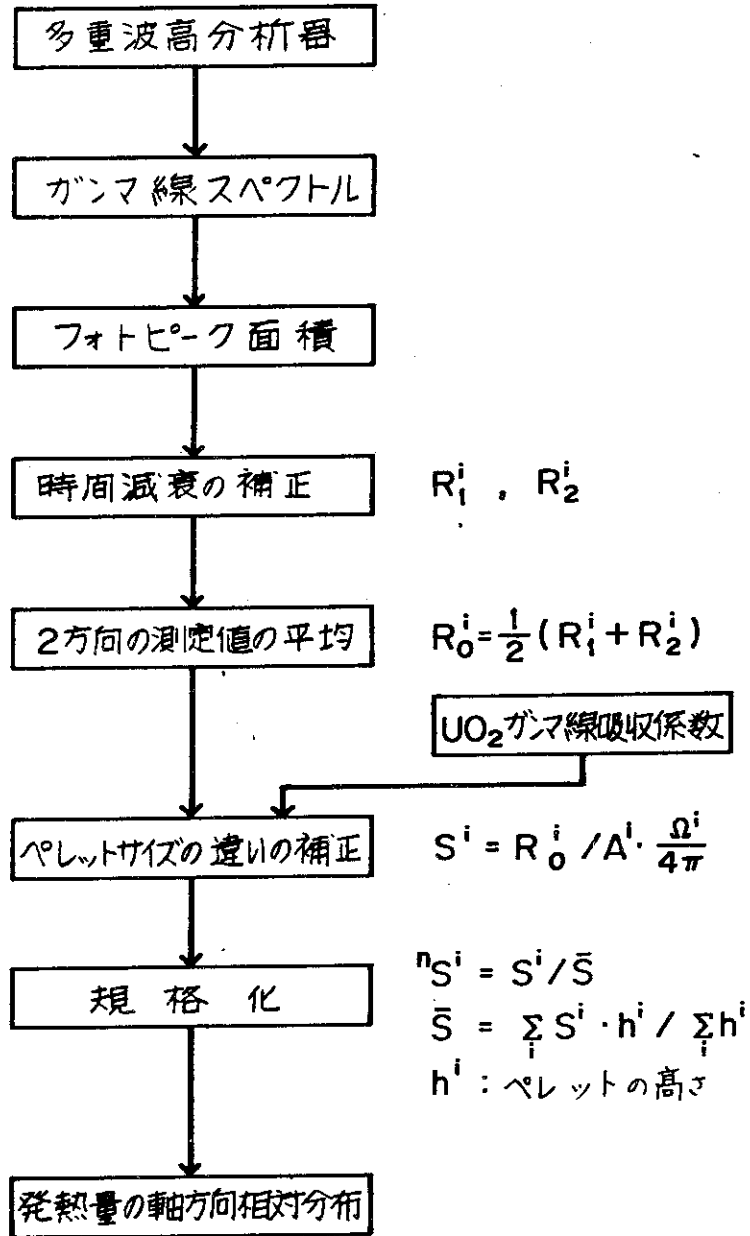 多重波高分析器
ガンマ線スペクトル
フォトピーク面積
時間減衰の補正
R₁ⁱ , R₂ⁱ
2方向の測定値の平均
R₀ⁱ = 1/2 (R₁ⁱ + R₂ⁱ)
UO₂ガンマ線吸収係数
ペレットサイズの違いの補正
Sⁱ = R₀ⁱ / Aⁱ · Ωⁱ/4π
規格化
ⁿSⁱ = Sⁱ / S̄
S̄ = Σᵢ Sⁱ · hⁱ / Σᵢ hⁱ
hⁱ : ペレットの高さ
発熱量の軸方向相対分布